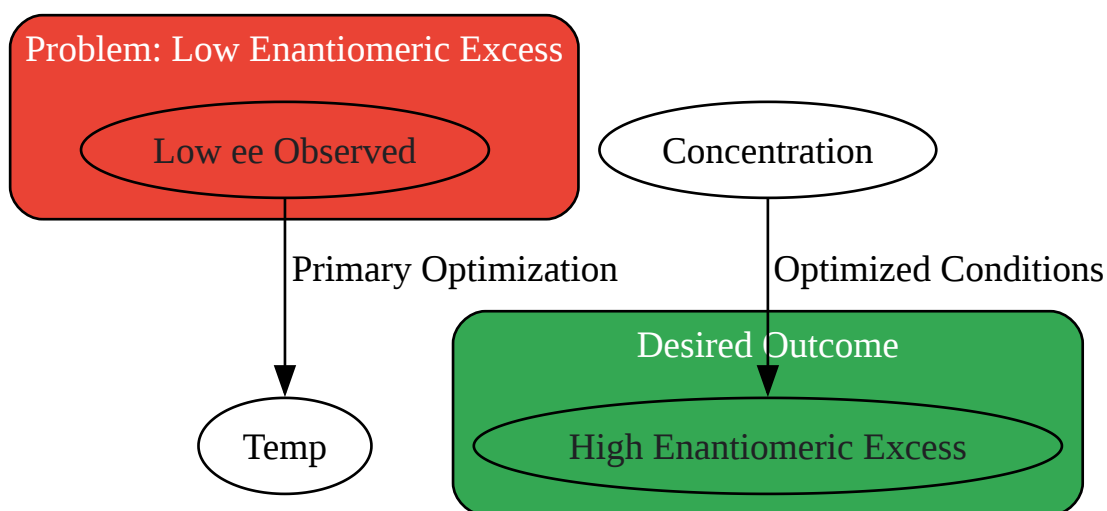 Problem: Low Enantiomeric Excess
Low ee Observed
Concentration
Primary Optimization
Optimized Conditions
Desired Outcome
Temp
High Enantiomeric Excess